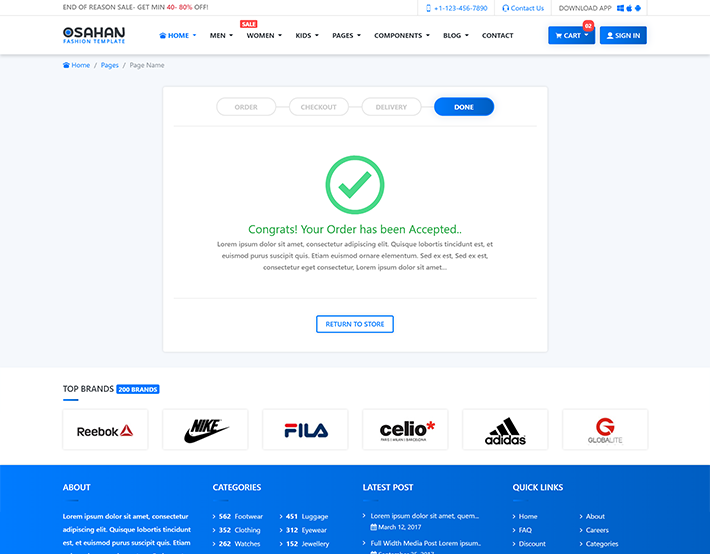 END OF REASON SALE- GET MIN 40- 80% OFF!
+1-123-456-7890
Contact Us
DOWNLOAD APP
OSAHAN
FASHION TEMPLATE
HOME
MEN
SALE
WOMEN
KIDS
PAGES
COMPONENTS
BLOG
CONTACT
CART
02
SIGN IN
Home / Pages / Page Name
ORDER
CHECKOUT
DELIVERY
DONE
Congrats! Your Order has been Accepted..
Lorem ipsum dolor sit amet, consectetur adipiscing elit. Quisque lobortis tincidunt est, et
euismod purus suscipit quis. Etiam euismod ornare elementum. Sed ex est, Sed ex est,
consectetur eget consectetur, Lorem ipsum dolor sit amet...
RETURN TO STORE
TOP BRANDS 200 BRANDS
Reebok
NIKE
FILA
celio*
PARIS | MILAN | BARCELONA
adidas
GLOBALITE
ABOUT
Lorem ipsum dolor sit amet, consectetur
adipiscing elit. Quisque lobortis tincidunt
est, et euismod purus suscipit quis. Etiam
CATEGORIES
562 Footwear
451 Luggage
352 Clothing
312 Eyewear
262 Watches
152 Jewellery
LATEST POST
Lorem ipsum dolor sit amet, quem...
March 12, 2017
Full Width Media Post Lorem ipsum..
QUICK LINKS
Home
About
FAQ
Careers
Discount
Categories